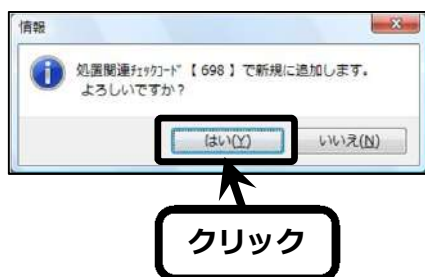 情報
処置関連ﾁｪｯｸｺｰﾄﾞ【 698 】で新規に追加します。
よろしいですか？
はい(Y)
いいえ(N)
クリック